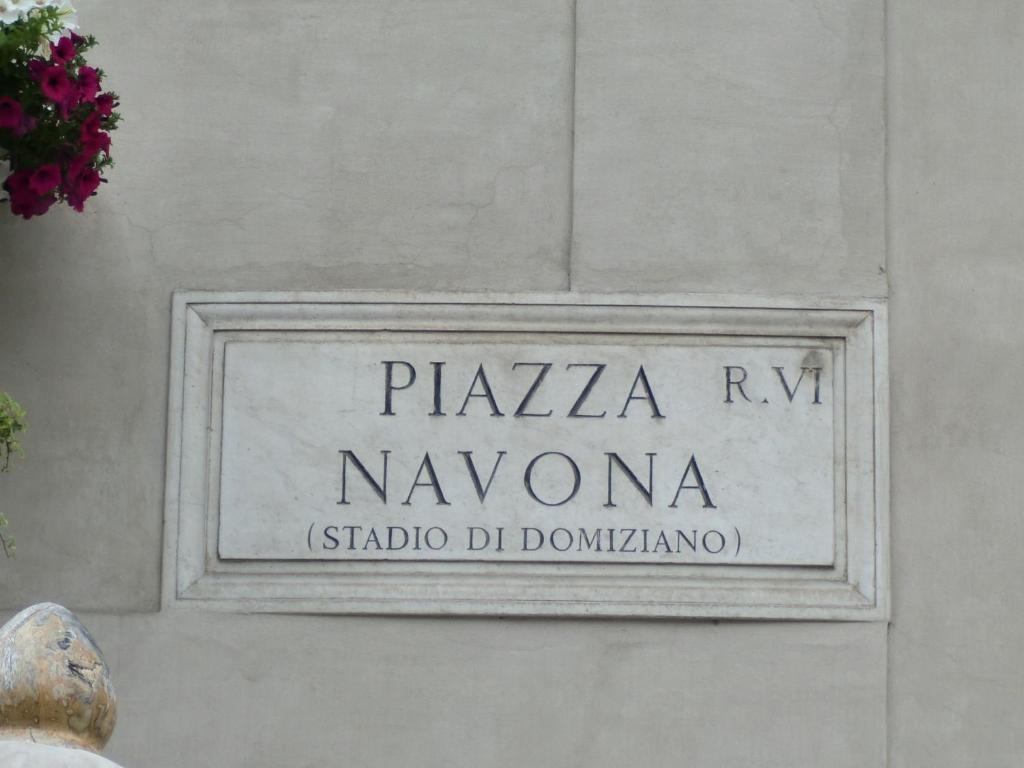 PIAZZA R.VI
NAVONA
(STADIO DI DOMIZIANO)